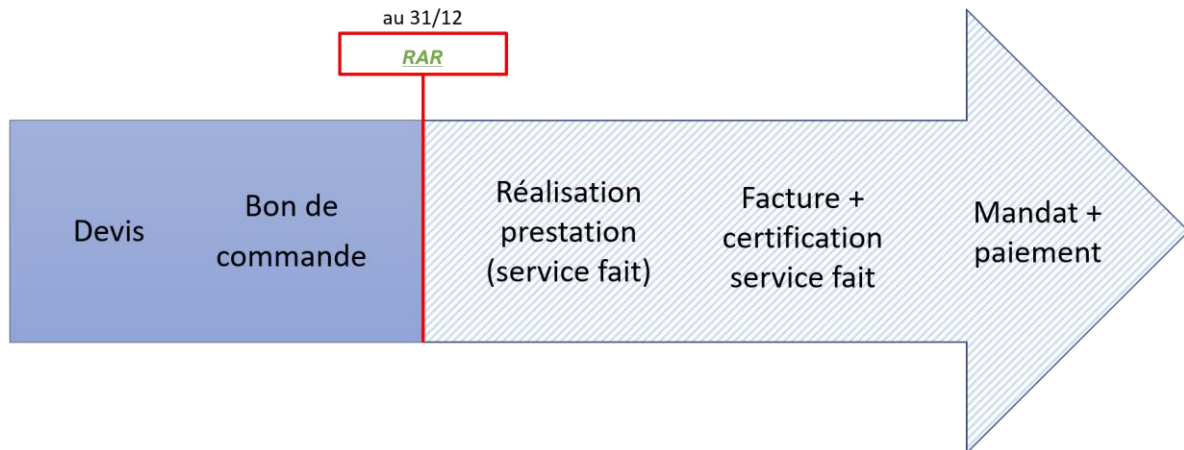 au 31/12
RAR
Devis
Bon de
commande
Réalisation
prestation
(service fait)
Facture +
certification
service fait
Mandat +
paiement